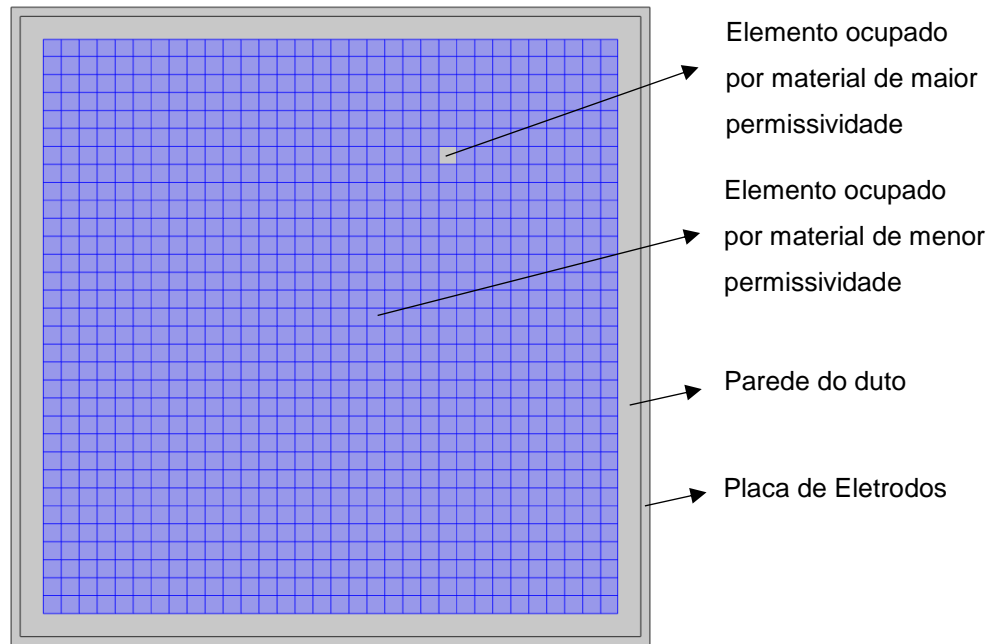 Elemento ocupado
por material de maior
permissividade
Elemento ocupado
por material de menor
permissividade
Parede do duto
Placa de Eletrodos